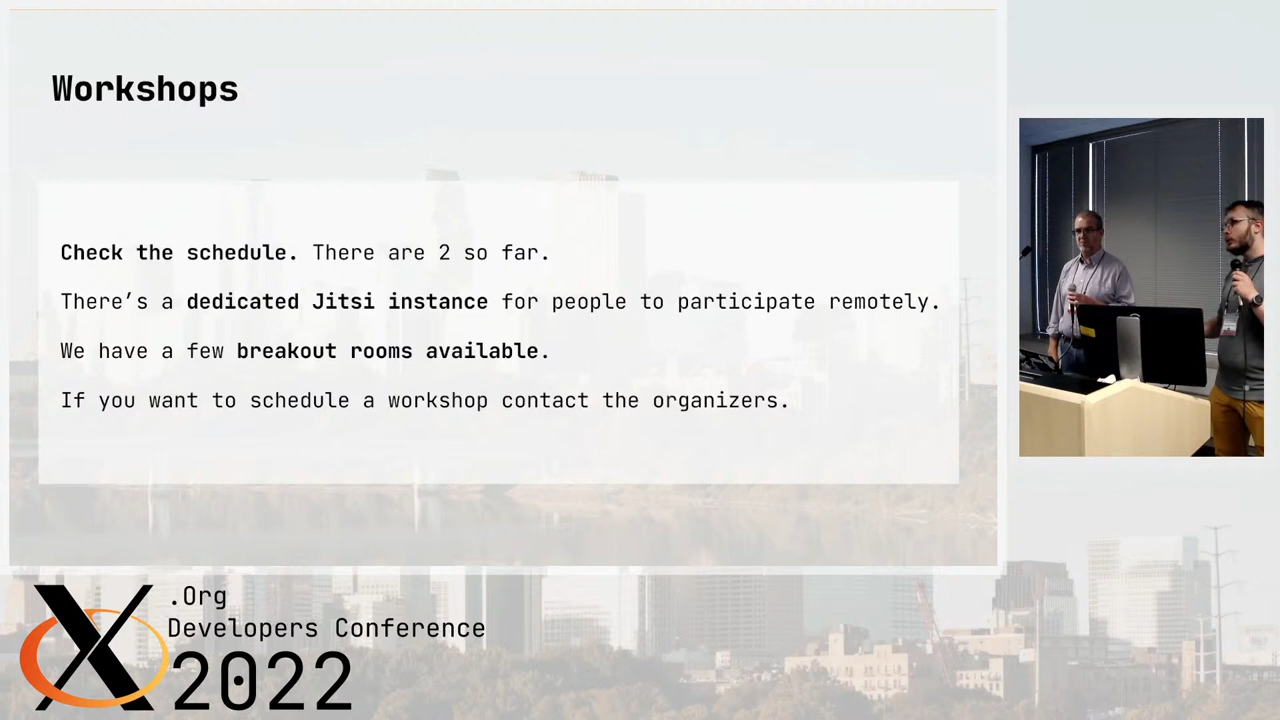 Workshops
Check the schedule. There are 2 so far.
There’s a dedicated Jitsi instance for people to participate remotely.
We have a few breakout rooms available.
If you want to schedule a workshop contact the organizers.
X.Org
Developers Conference
2022